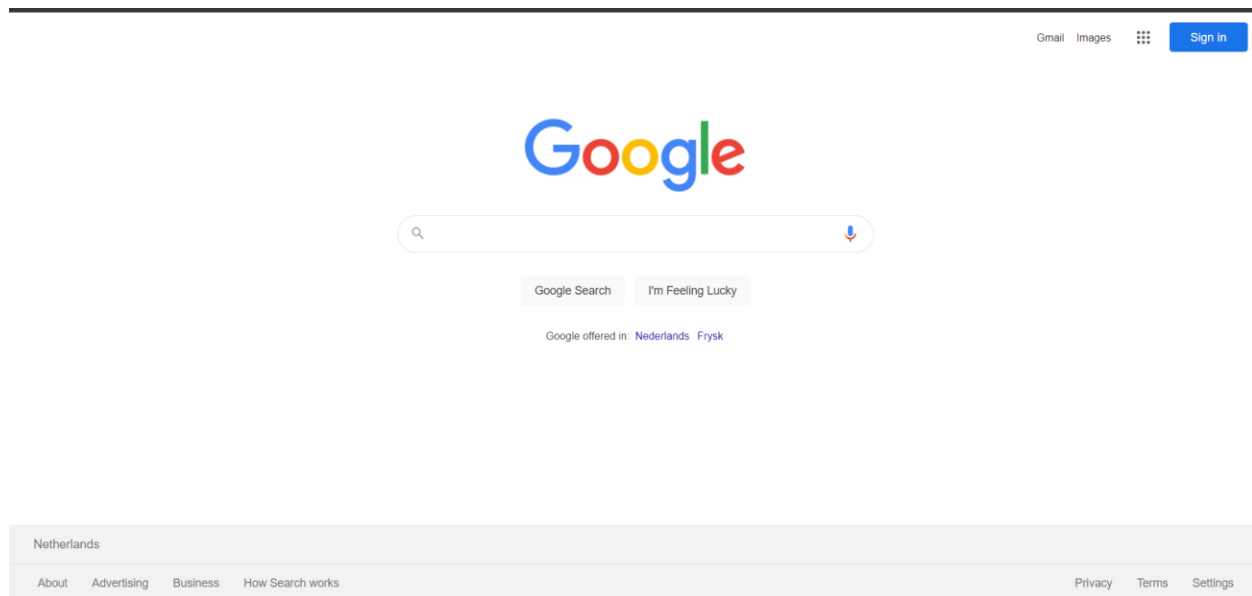 Gmail Images Sign in
Google
Google Search I'm Feeling Lucky
Google offered in: Nederlands Frysk
Netherlands
About Advertising Business How Search works Privacy Terms Settings